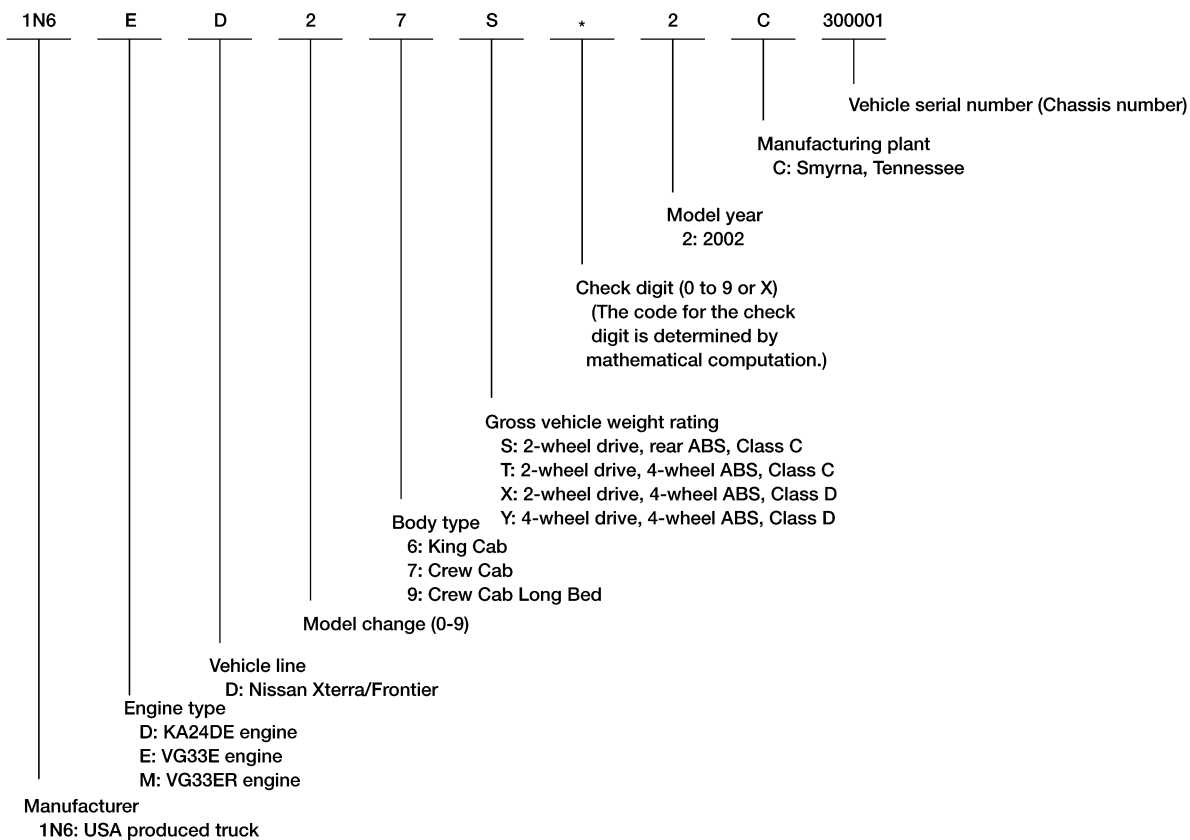 1N6 E D 2 7 S * 2 C 300001
Vehicle serial number (Chassis number)
Manufacturing plant
C: Smyrna, Tennessee
Model year
2: 2002
Check digit (0 to 9 or X)
(The code for the check
digit is determined by
mathematical computation.)
Gross vehicle weight rating
S: 2-wheel drive, rear ABS, Class C
T: 2-wheel drive, 4-wheel ABS, Class C
X: 2-wheel drive, 4-wheel ABS, Class D
Y: 4-wheel drive, 4-wheel ABS, Class D
Body type
6: King Cab
7: Crew Cab
9: Crew Cab Long Bed
Model change (0-9)
Vehicle line
D: Nissan Xterra/Frontier
Engine type
D: KA24DE engine
E: VG33E engine
M: VG33ER engine
Manufacturer
1N6: USA produced truck